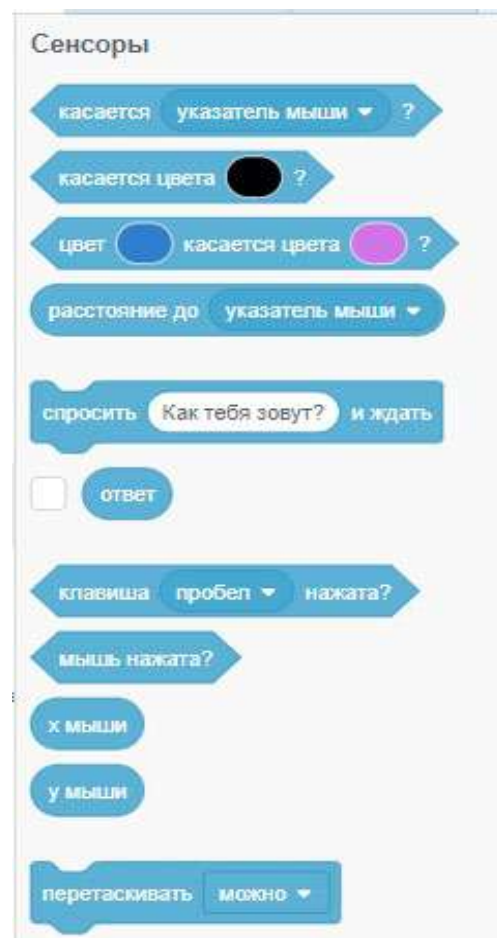 Сенсоры
касается указатель мыши ?
касается цвета ?
цвет касается цвета ?
расстояние до указатель мыши
спросить Как тебя зовут? и ждать
ответ
клавиша пробел нажата?
мышь нажата?
х мыши
у мыши
перетаскивать можно